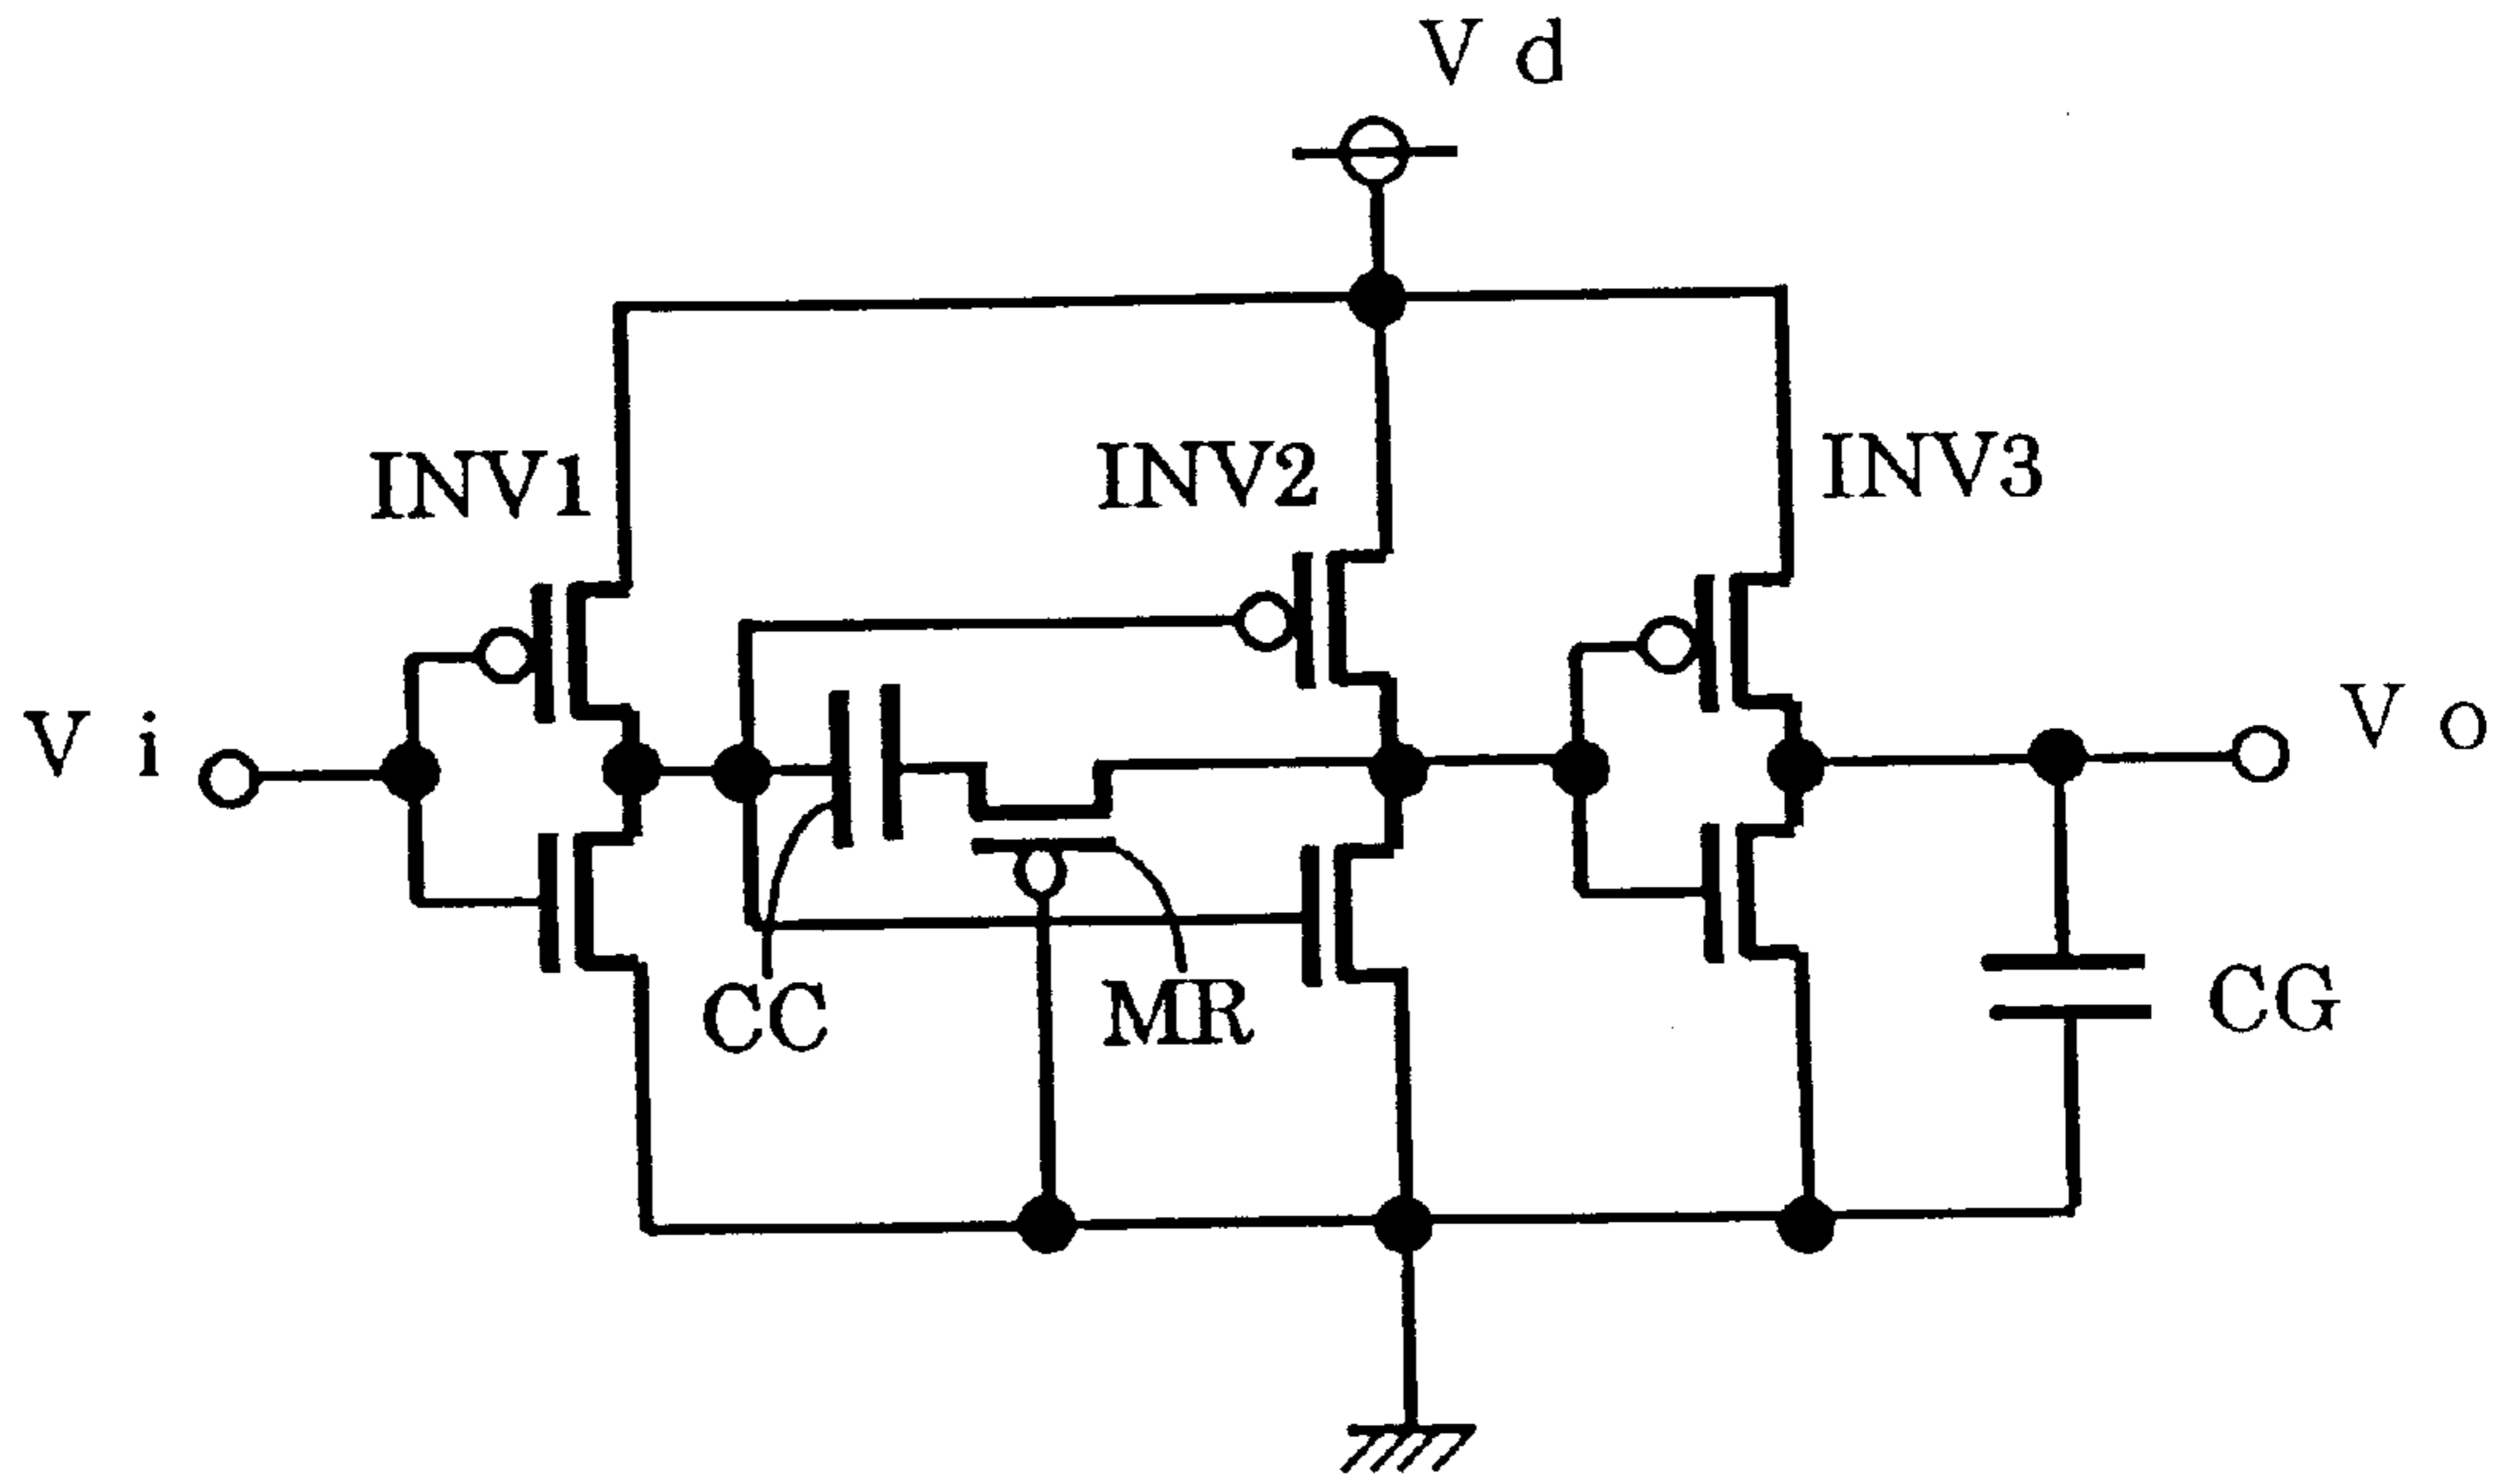 V d
INV1
INV2
INV3
V i
V o
CC
MR
CG